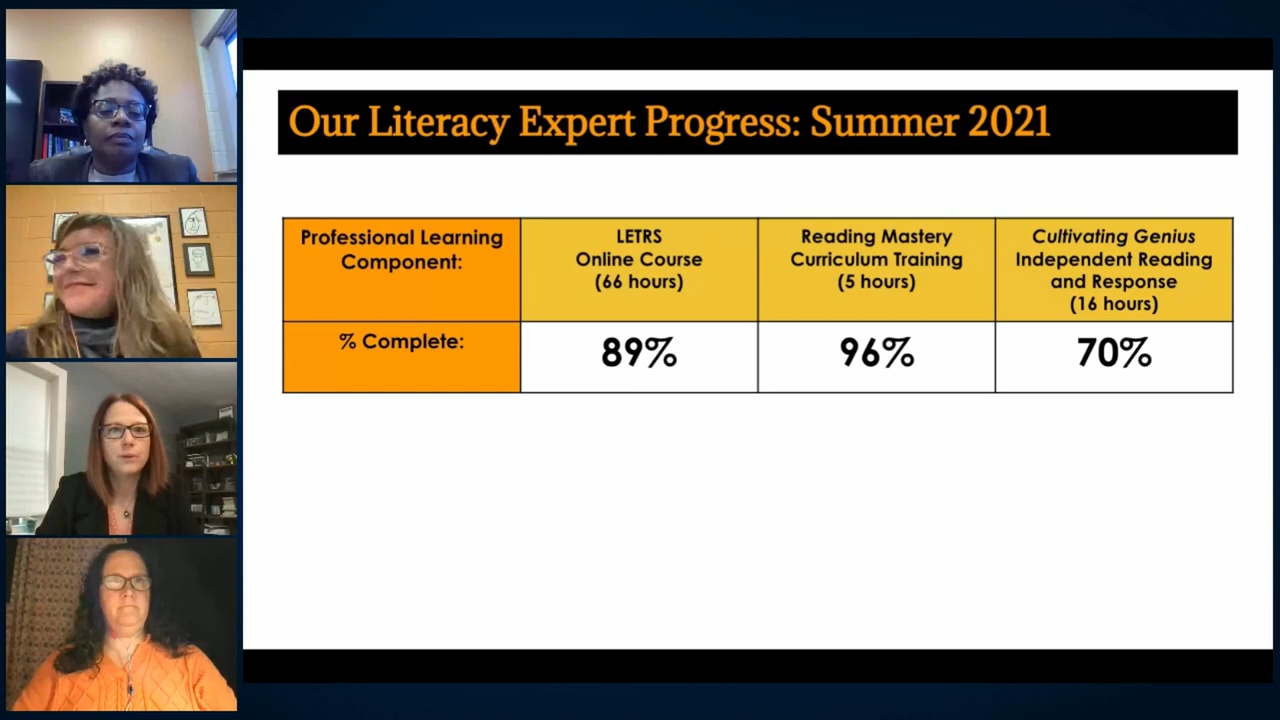 Our Literacy Expert Progress: Summer 2021
Professional Learning
Component:
LETRS
Online Course
(66 hours)
Reading Mastery
Curriculum Training
(5 hours)
Cultivating Genius
Independent Reading
and Response
(16 hours)
% Complete:
89%
96%
70%